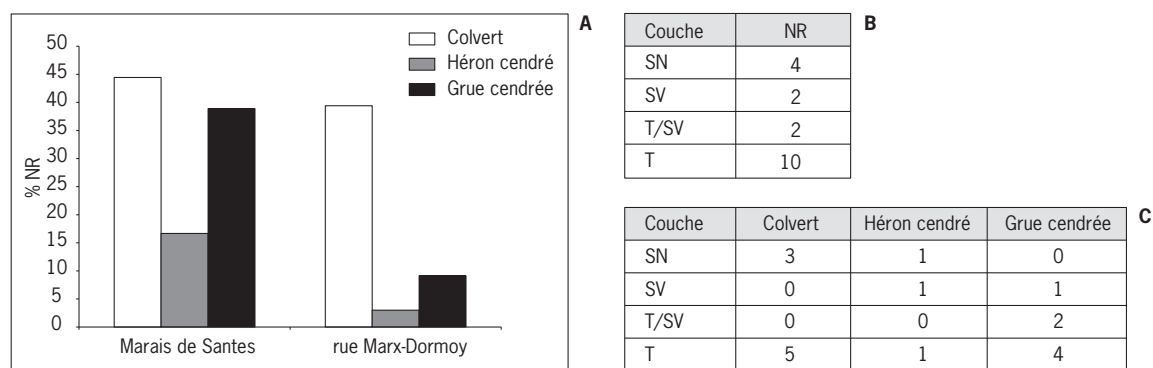 A
50
45
40
35
30
25
20
15
10
5
0
% NR
Colvert
Héron cendré
Grue cendrée
Marais de Santes
rue Marx-Dormoy
B
Couche NR
SN 4
SV 2
T/SV 2
T 10
C
Couche Colvert Héron cendré Grue cendrée
SN 3 1 0
SV 0 1 1
T/SV 0 0 2
T 5 1 4